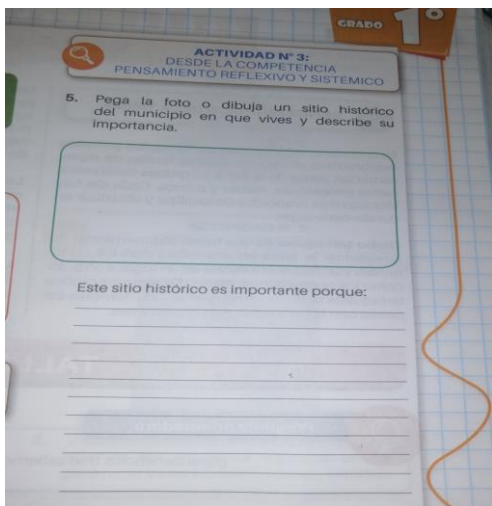 GRADO 1°
ACTIVIDAD N° 3:
DESDE LA COMPETENCIA
PENSAMIENTO REFLEXIVO Y SISTÉMICO
5. Pega la foto o dibuja un sitio histórico
del municipio en que vives y describe su
importancia.
Este sitio histórico es importante porque: